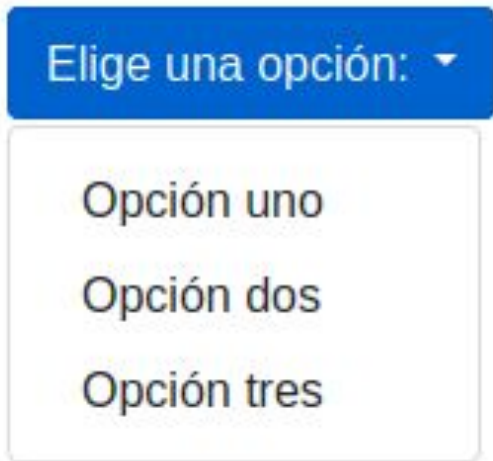 Elige una opción:
Opción uno
Opción dos
Opción tres